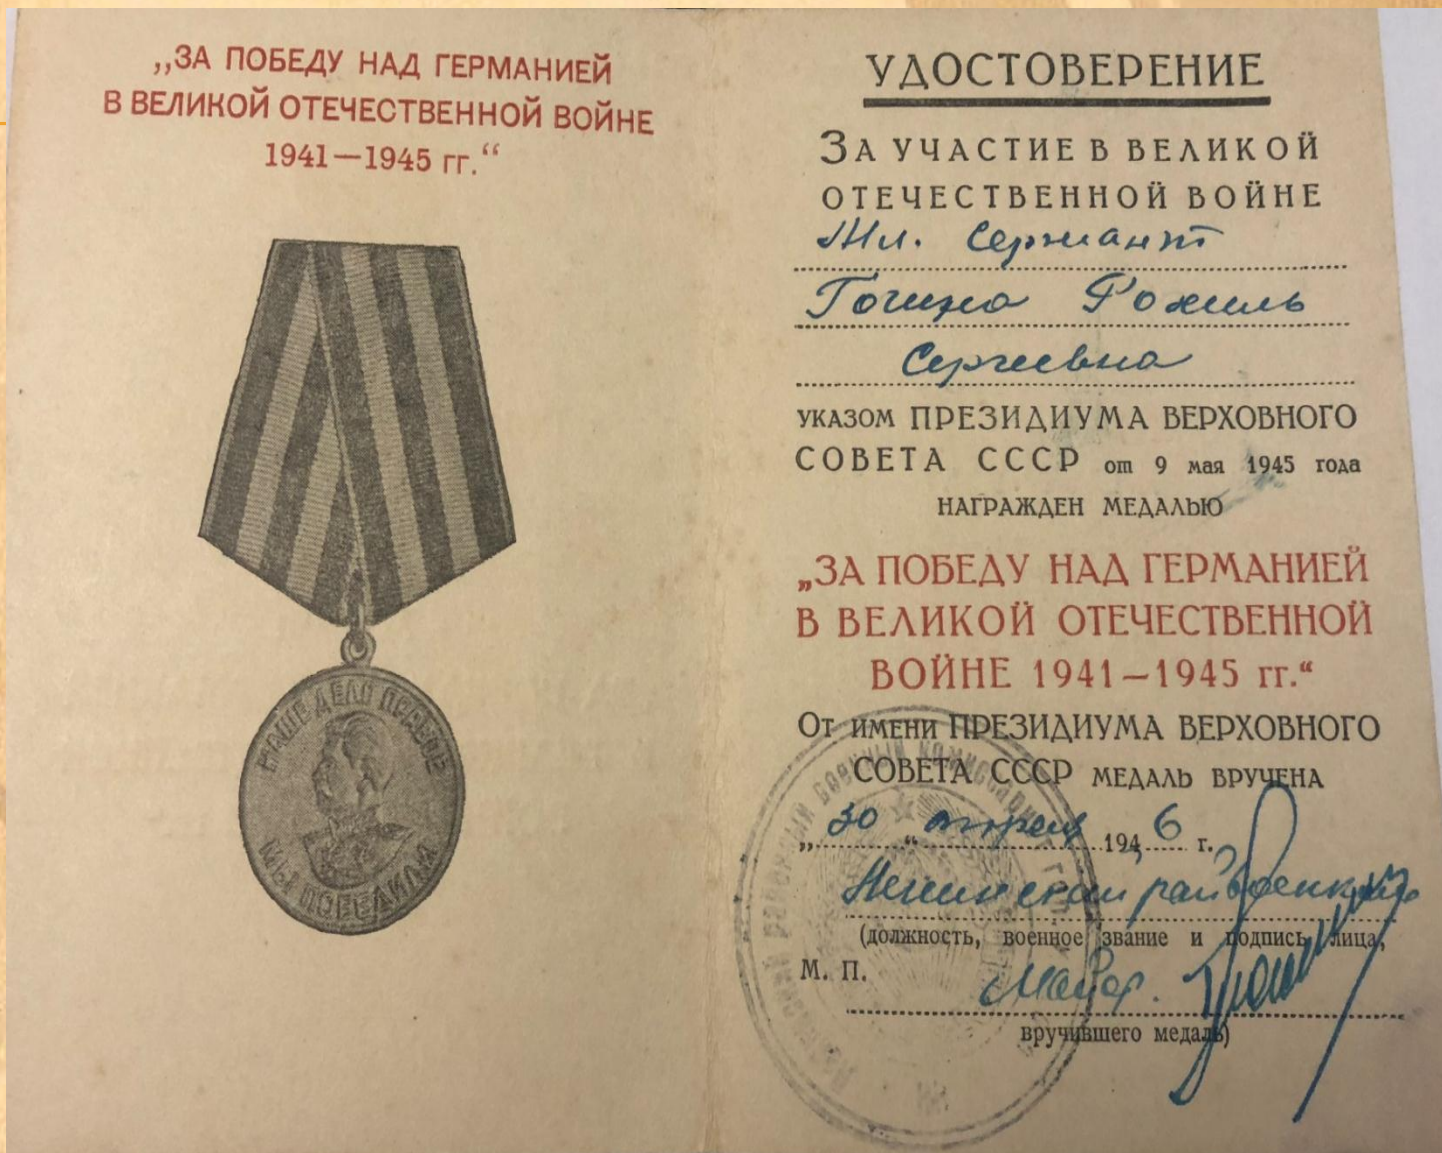 „ЗА ПОБЕДУ НАД ГЕРМАНИЕЙ
В ВЕЛИКОЙ ОТЕЧЕСТВЕННОЙ ВОЙНЕ
1941—1945 гг.“
НАШЕ ДЕЛО ПРАВОЕ
МЫ ПОБЕДИЛИ
УДОСТОВЕРЕНИЕ
ЗА УЧАСТИЕ В ВЕЛИКОЙ
ОТЕЧЕСТВЕННОЙ ВОЙНЕ
Мл. Сержант
Рохиль
Сергеевна
УКАЗОМ ПРЕЗИДИУМА ВЕРХОВНОГО
СОВЕТА СССР от 9 мая 1945 года
НАГРАЖДЕН МЕДАЛЬЮ
„ЗА ПОБЕДУ НАД ГЕРМАНИЕЙ
В ВЕЛИКОЙ ОТЕЧЕСТВЕННОЙ
ВОЙНЕ 1941—1945 гг.“
ОТ ИМЕНИ ПРЕЗИДИУМА ВЕРХОВНОГО
СОВЕТА СССР МЕДАЛЬ ВРУЧЕНА
„30“ апреля 1946 г.
райвоенком
(должность, военное звание и подпись лица,
М. П. Майор.
вручившего медаль)